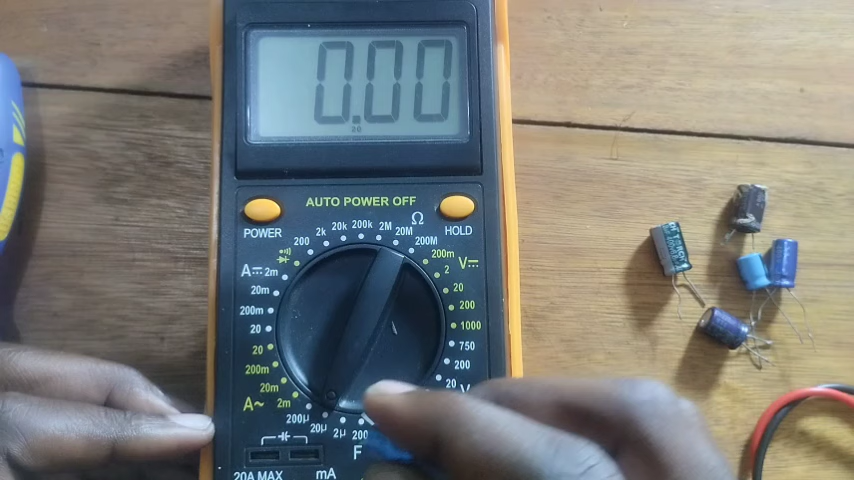 0.00
20
AUTO POWER OFF
POWER
HOLD
Ω
200
2k
20k
200k
2M
20M
200M
200m
V
2
20
200
1000
750
200
20
V
A
2m
20m
200m
20
20
200m
20m
A~
2m
200µ
20µ
2µ
200
F
20A MAX
mA